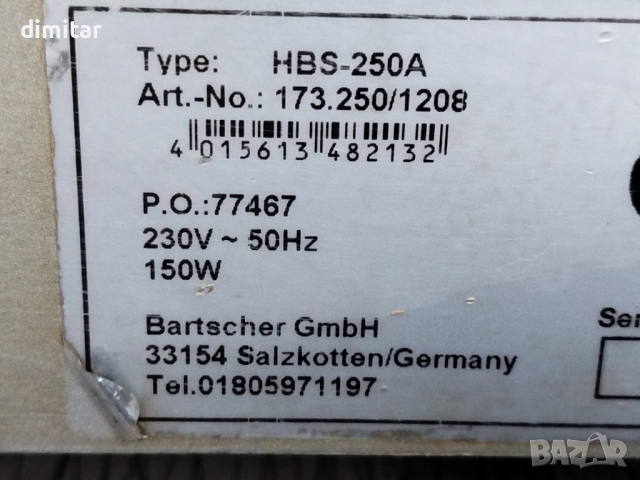 dimitar
Type: HBS-250A
Art.-No.: 173.250/1208
4 015613 482132
P.O.:77467
230V ~ 50Hz
150W
Bartscher GmbH
33154 Salzkotten/Germany
Tel.01805971197
Ser
BAZAR